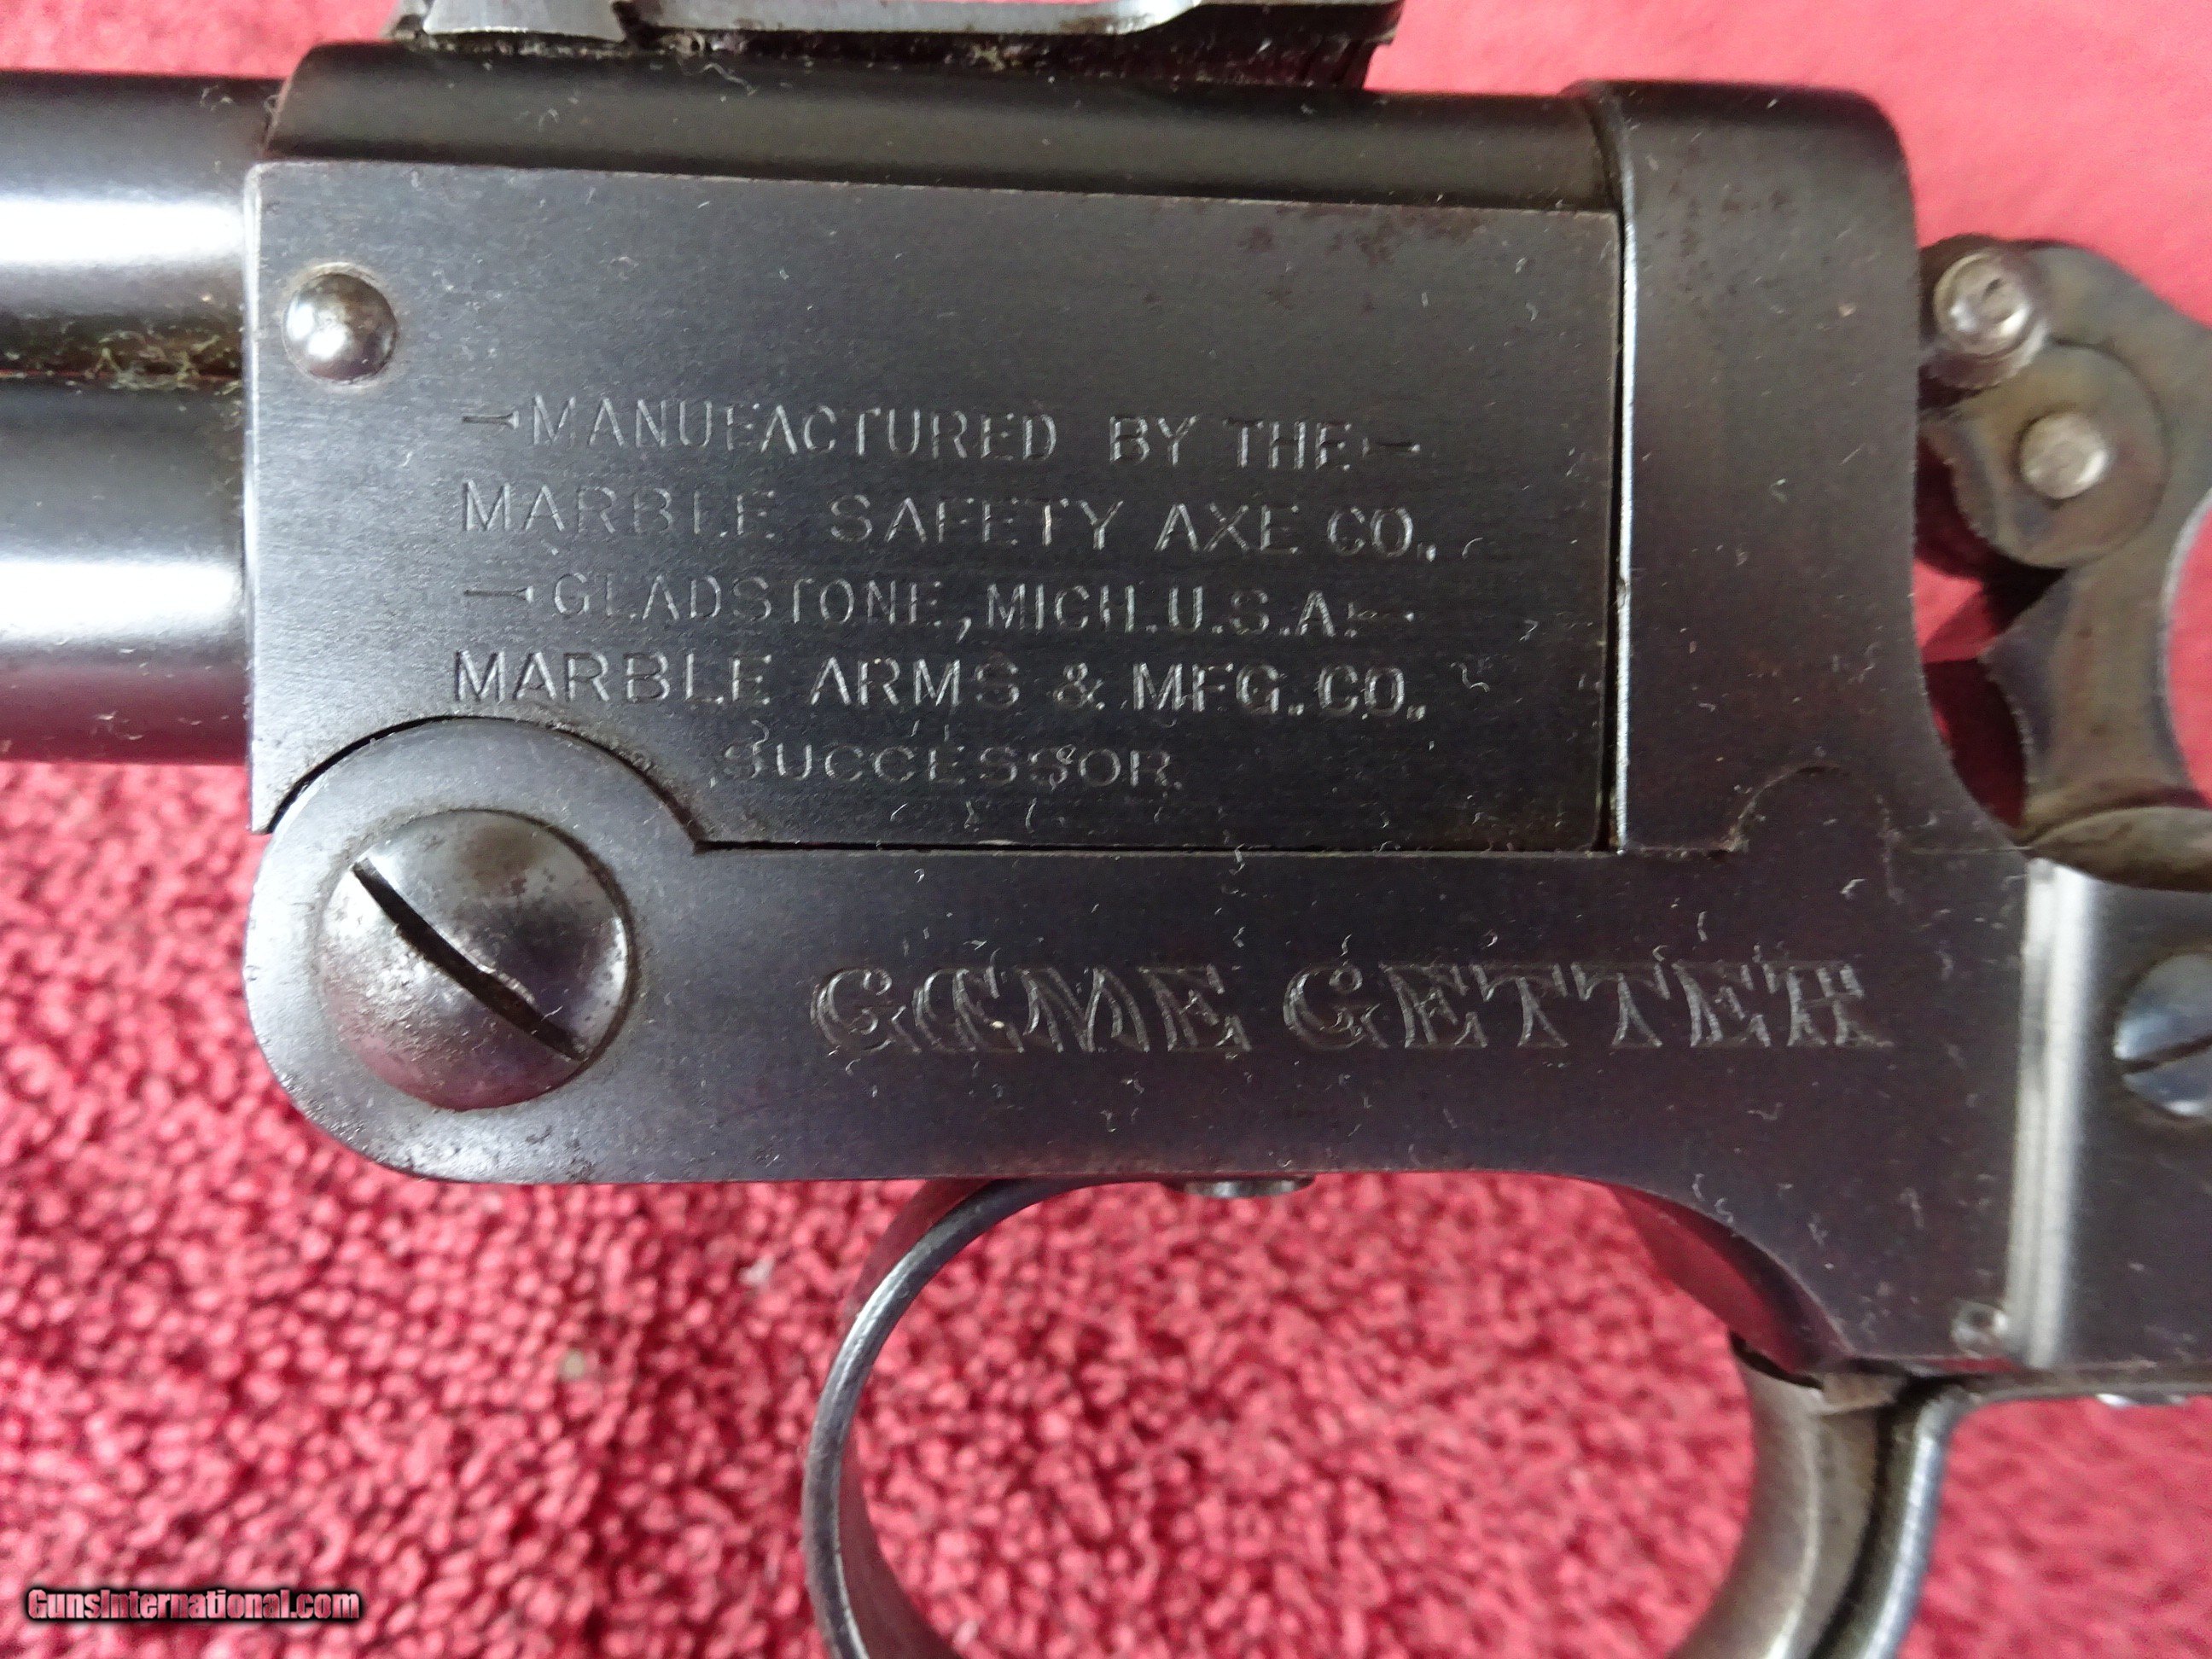 MANUFACTURED BY THE
MARBLE SAFETY AXE CO.
GLADSTONE, MICH. U.S.A.
MARBLE ARMS & MFG. CO.
SUCCESSOR.
GAME GETTER
GunsInternational.com